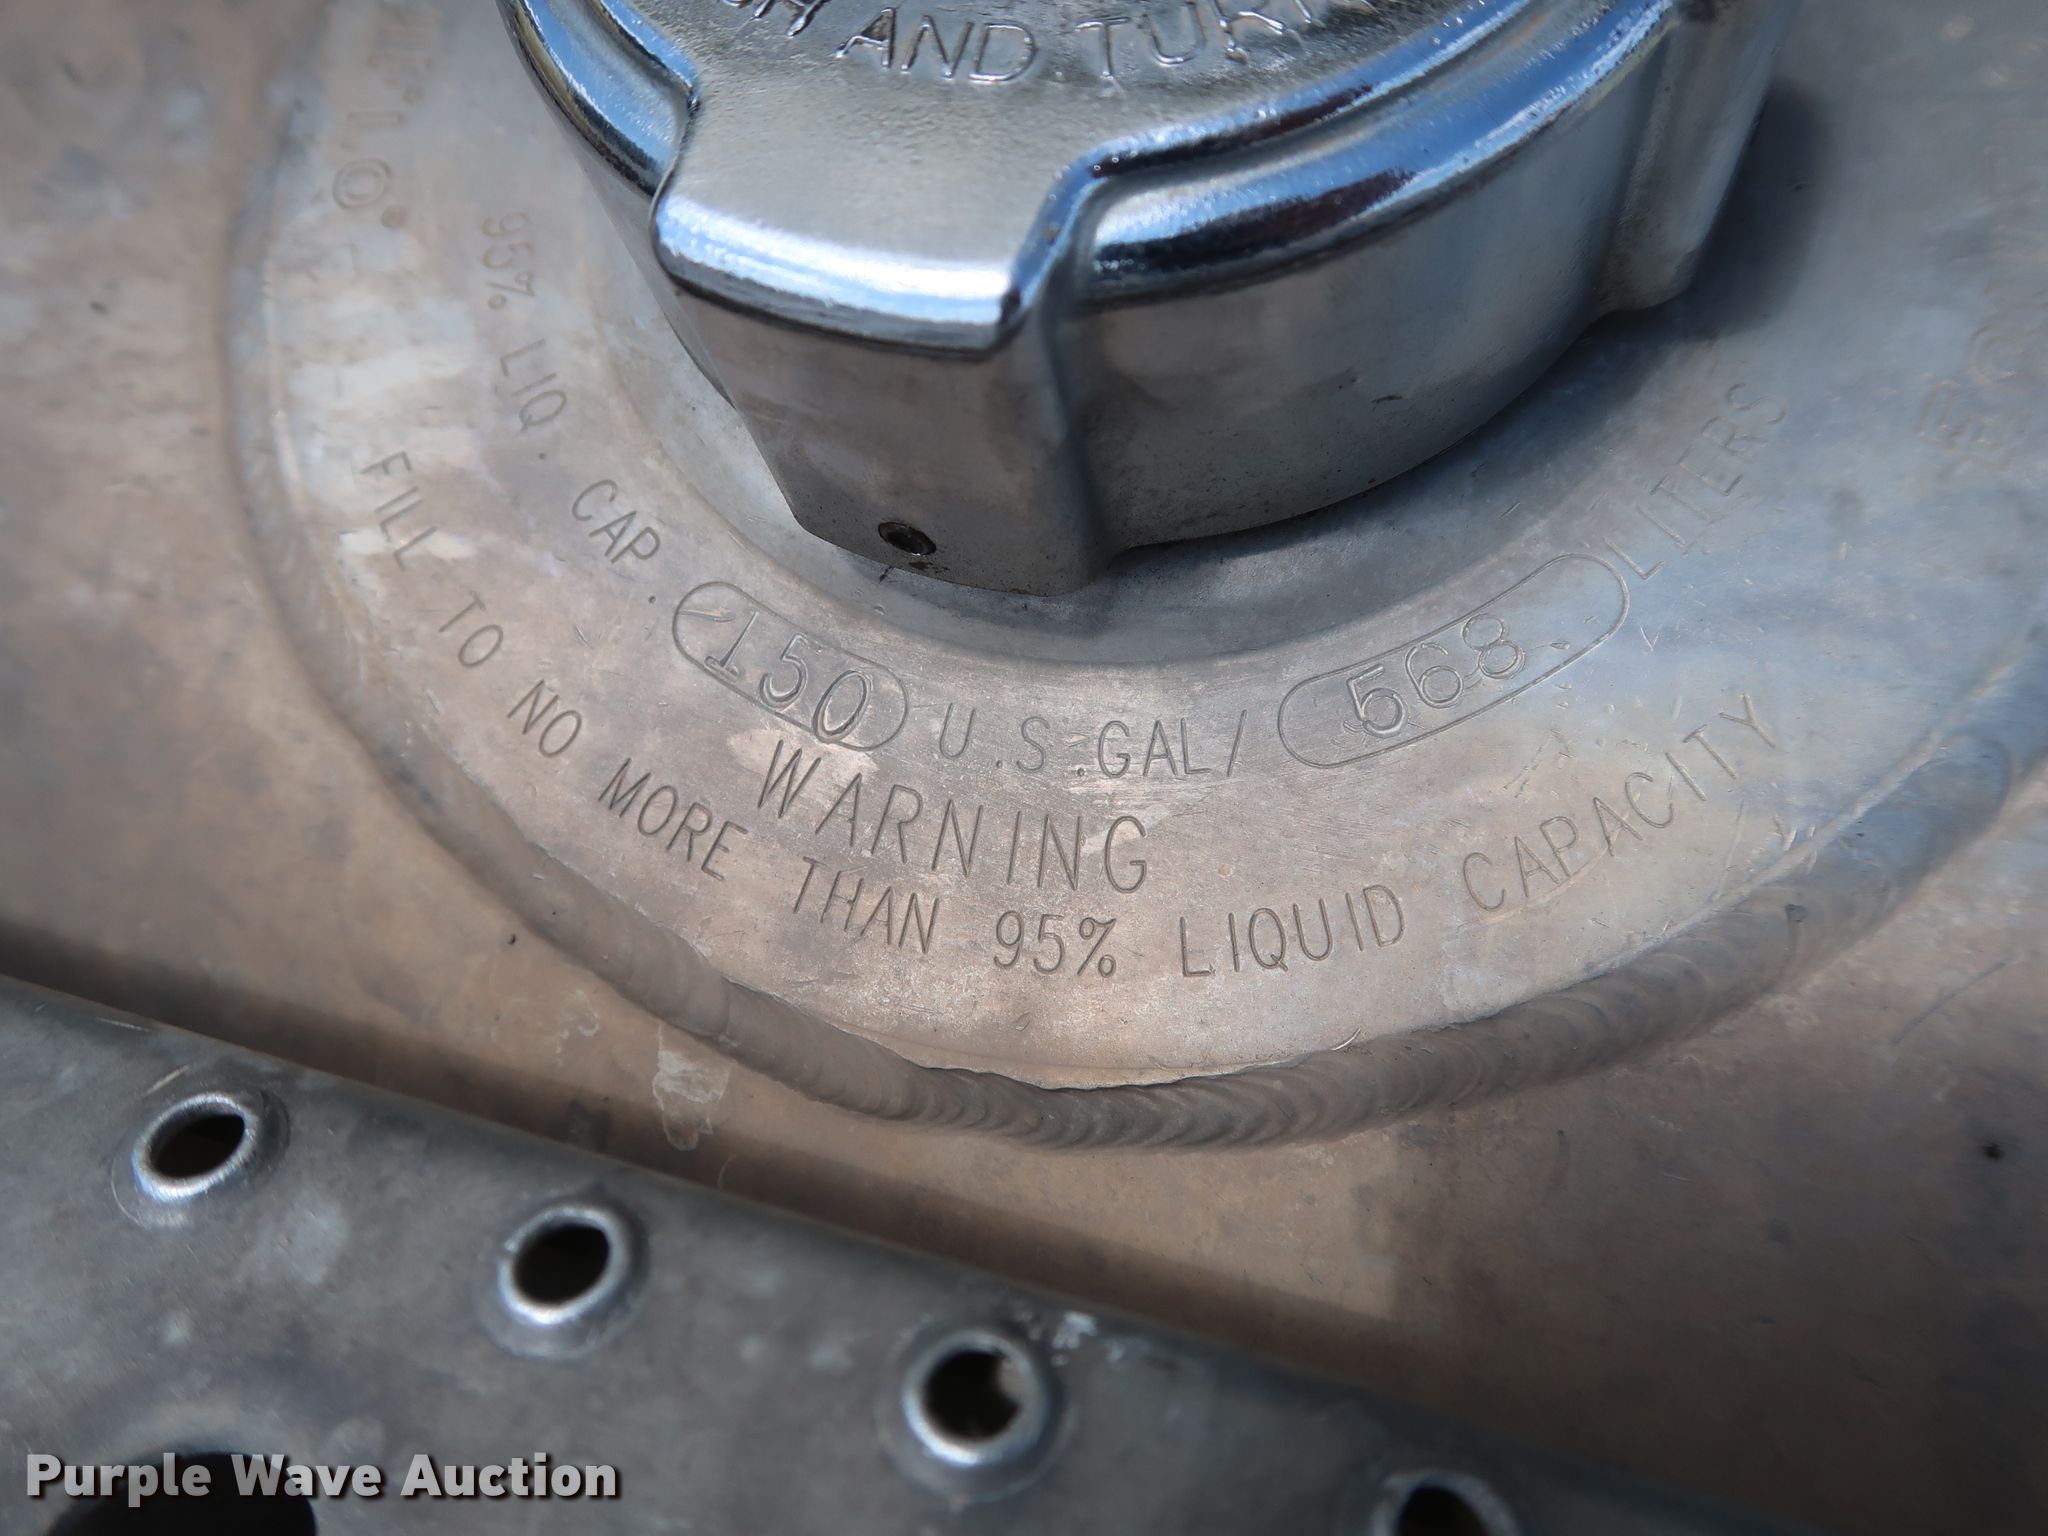 AND TURN
95% LIQ. CAP. 150 U.S.GAL/ 568 LITERS
WARNING
FILL TO NO MORE THAN 95% LIQUID CAPACITY
Purple Wave Auction